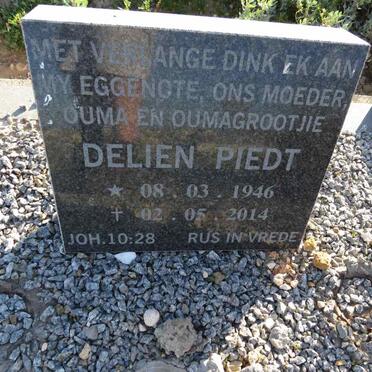 MET VERLANGE DINK EK AAN
MY EGGENOTE, ONS MOEDER,
OUMA EN OUMAGROOTJIE
DELIEN PIEDT
★ 08 . 03 . 1946
✝ 02 . 05 . 2014
JOH. 10:28 RUS IN VREDE